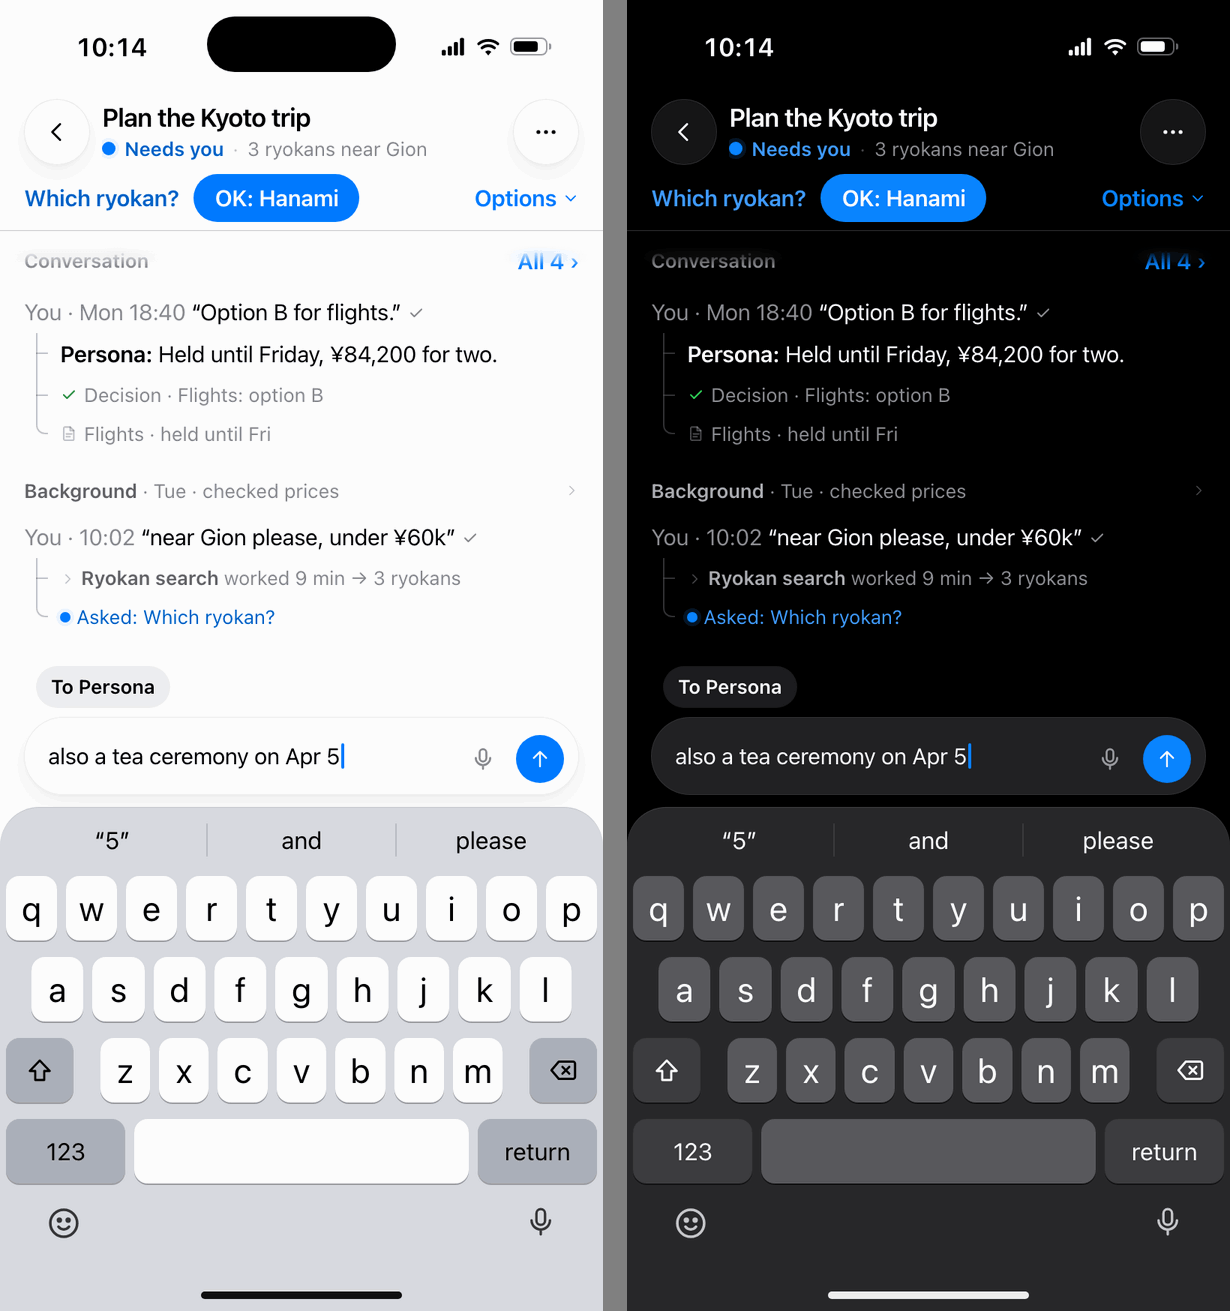 10:14
Plan the Kyoto trip
Needs you · 3 ryokans near Gion
Which ryokan? OK: Hanami Options
Conversation All 4 ›
You · Mon 18:40 “Option B for flights.” ✓
Persona: Held until Friday, ¥84,200 for two.
✓ Decision · Flights: option B
Flights · held until Fri
Background · Tue · checked prices ›
You · 10:02 “near Gion please, under ¥60k” ✓
› Ryokan search worked 9 min → 3 ryokans
Asked: Which ryokan?
To Persona
also a tea ceremony on Apr 5
“5” and please
q w e r t y u i o p
a s d f g h j k l
z x c v b n m
123 return
10:14
Plan the Kyoto trip
Needs you · 3 ryokans near Gion
Which ryokan? OK: Hanami Options
Conversation All 4 ›
You · Mon 18:40 “Option B for flights.” ✓
Persona: Held until Friday, ¥84,200 for two.
✓ Decision · Flights: option B
Flights · held until Fri
Background · Tue · checked prices ›
You · 10:02 “near Gion please, under ¥60k” ✓
› Ryokan search worked 9 min → 3 ryokans
Asked: Which ryokan?
To Persona
also a tea ceremony on Apr 5
“5” and please
q w e r t y u i o p
a s d f g h j k l
z x c v b n m
123 return